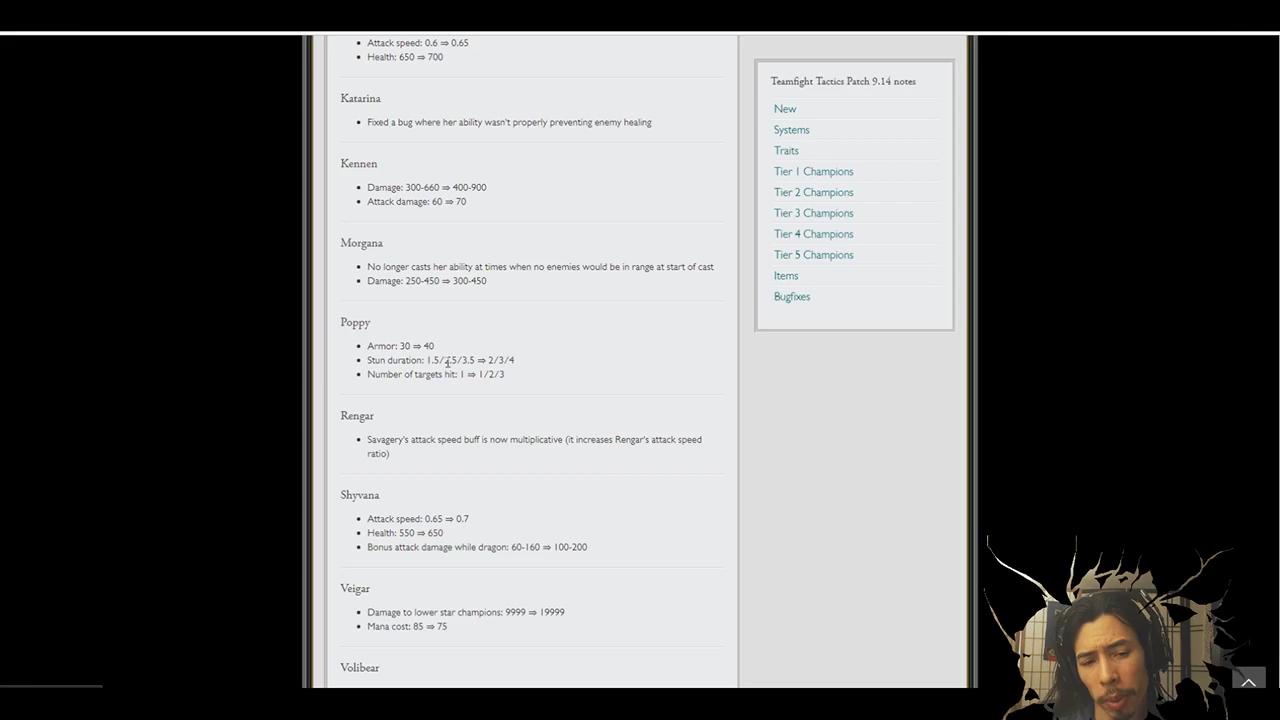 Attack speed: 0.6 ⇒ 0.65
Health: 650 ⇒ 700
Katarina
Fixed a bug where her ability wasn't properly preventing enemy healing
Kennen
Damage: 300-660 ⇒ 400-900
Attack damage: 60 ⇒ 70
Morgana
No longer casts her ability at times when no enemies would be in range at start of cast
Damage: 250-450 ⇒ 300-450
Poppy
Armor: 30 ⇒ 40
Stun duration: 1.5/2.5/3.5 ⇒ 2/3/4
Number of targets hit: 1 ⇒ 1/2/3
Rengar
Savagery's attack speed buff is now multiplicative (it increases Rengar's attack speed
ratio)
Shyvana
Attack speed: 0.65 ⇒ 0.7
Health: 550 ⇒ 650
Bonus attack damage while dragon: 60-160 ⇒ 100-200
Veigar
Damage to lower star champions: 9999 ⇒ 19999
Mana cost: 85 ⇒ 75
Volibear
Teamfight Tactics Patch 9.14 notes
New
Systems
Traits
Tier 1 Champions
Tier 2 Champions
Tier 3 Champions
Tier 4 Champions
Tier 5 Champions
Items
Bugfixes